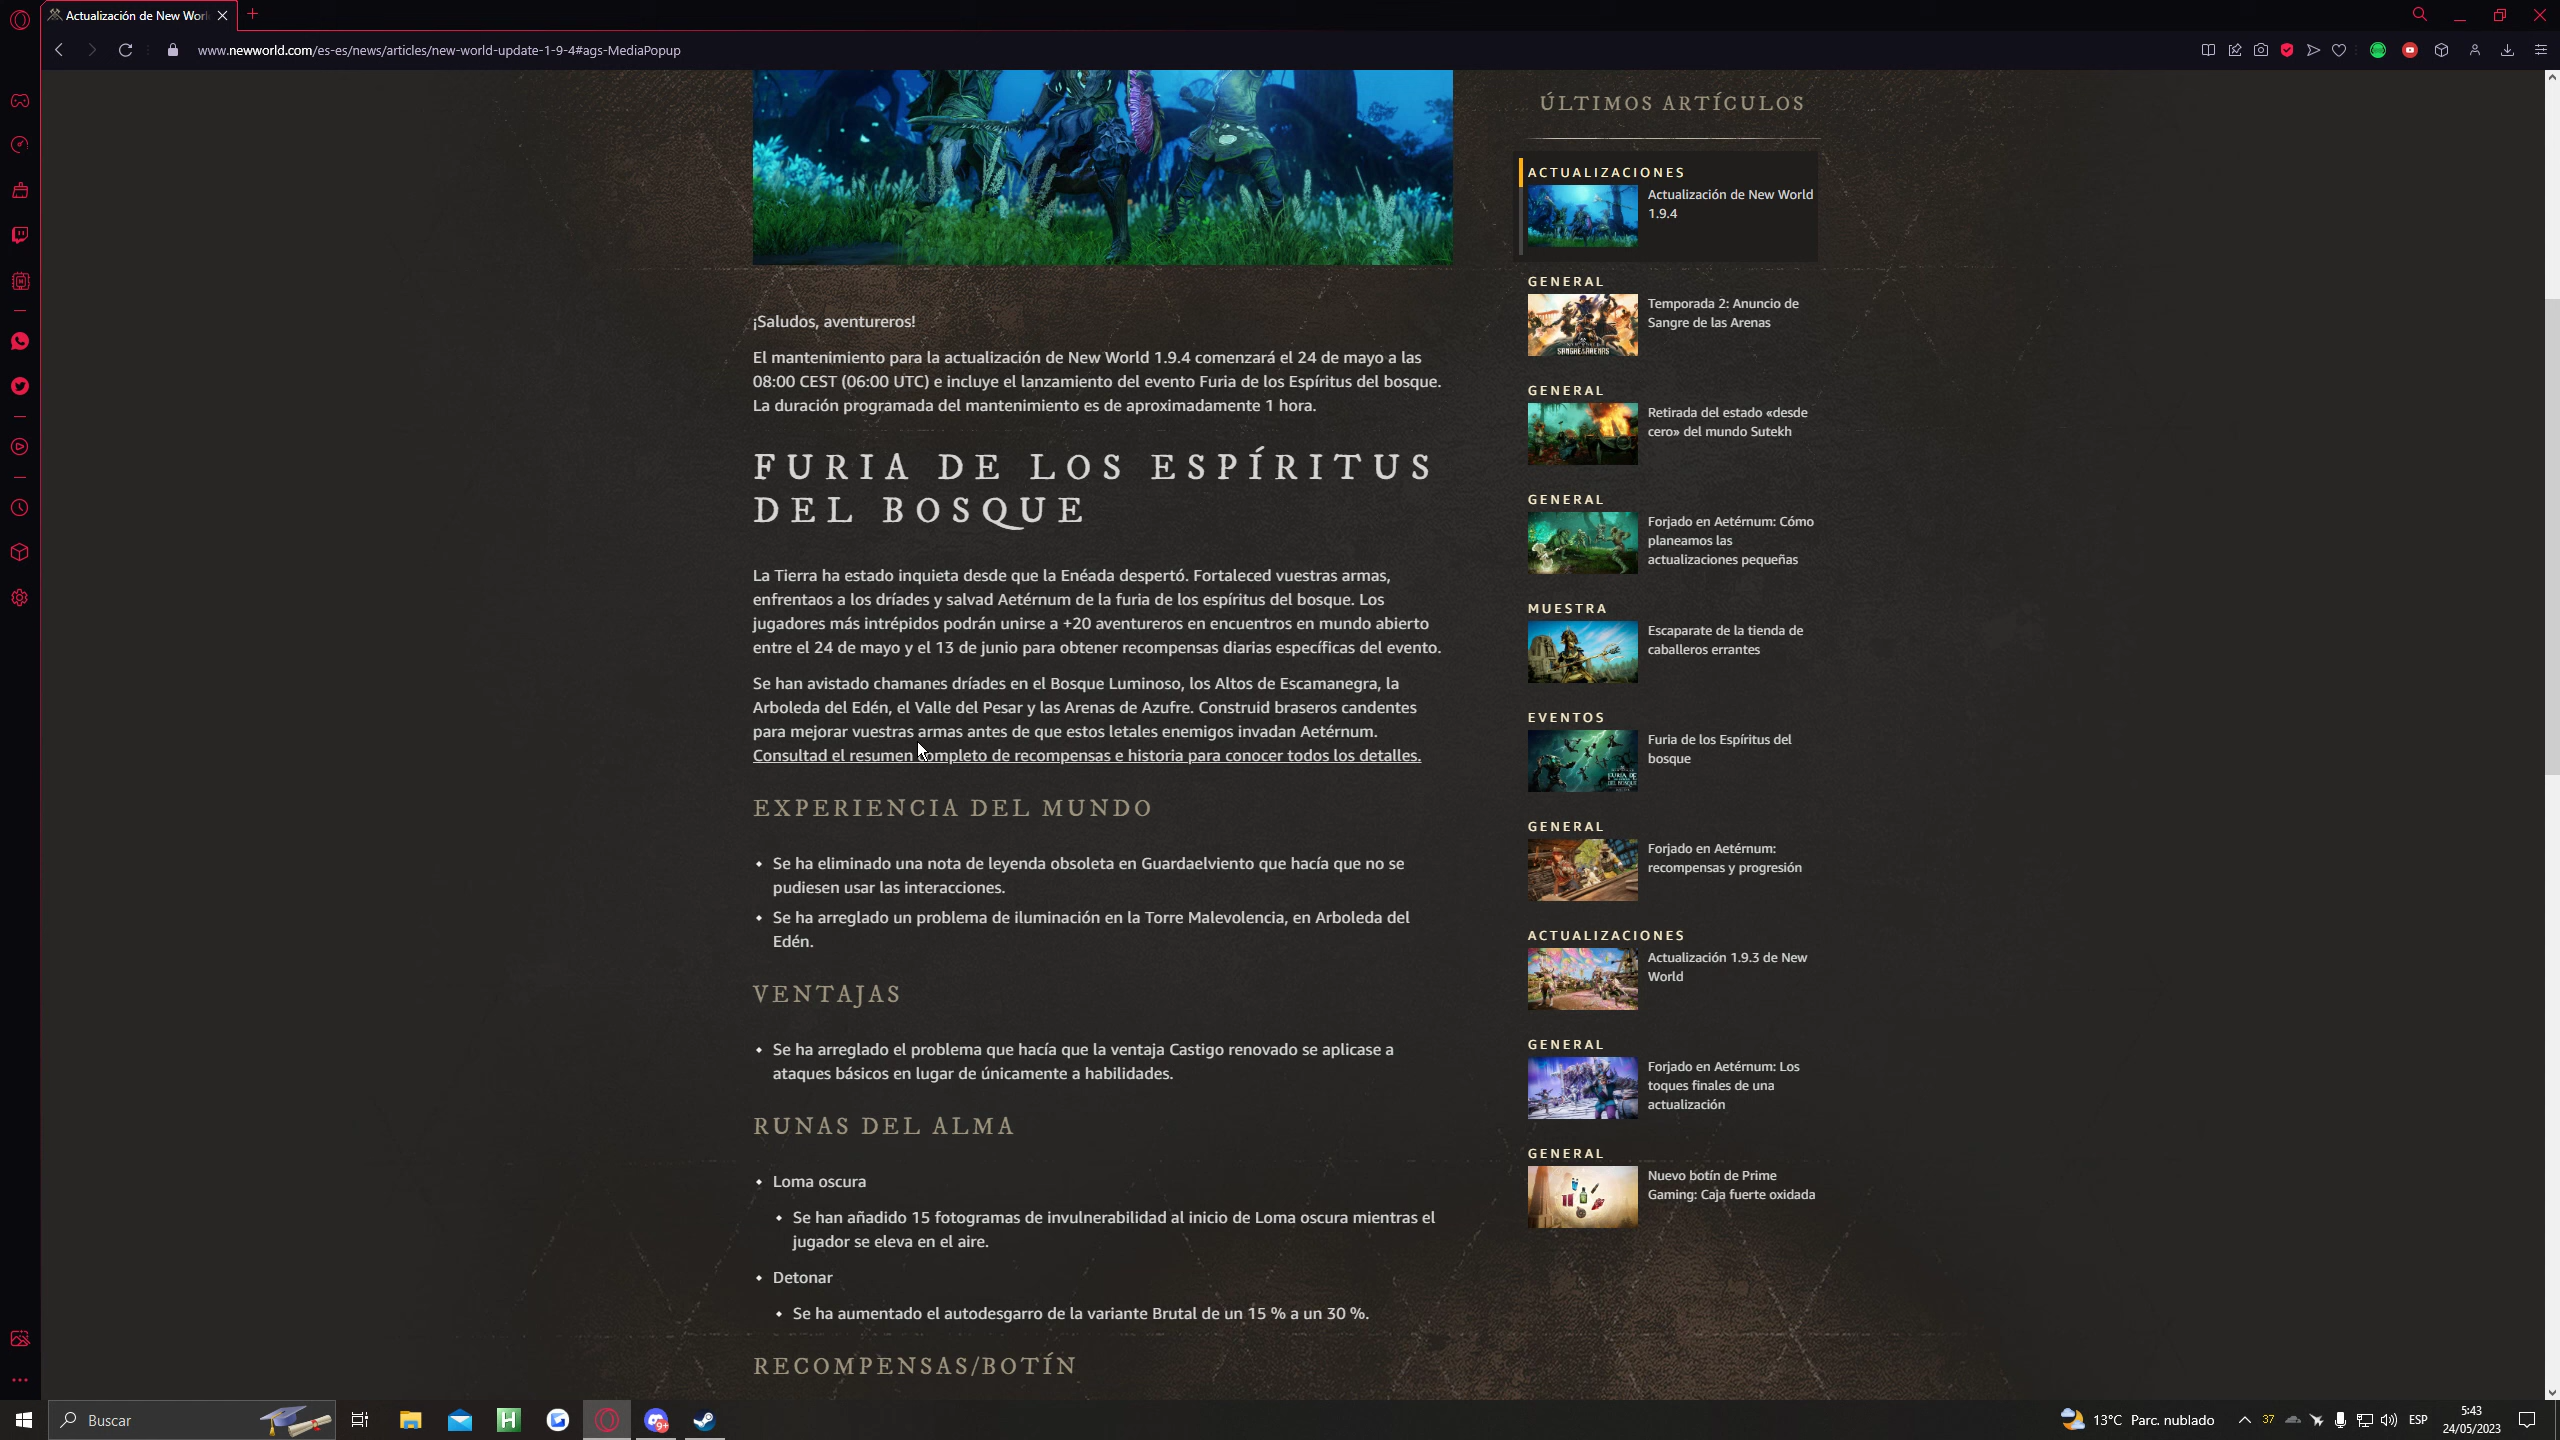 Actualización de New Worl
www.newworld.com/es-es/news/articles/new-world-update-1-9-4#ags-MediaPopup
¡Saludos, aventureros!
El mantenimiento para la actualización de New World 1.9.4 comenzará el 24 de mayo a las
08:00 CEST (06:00 UTC) e incluye el lanzamiento del evento Furia de los Espíritus del bosque.
La duración programada del mantenimiento es de aproximadamente 1 hora.
FURIA DE LOS ESPÍRITUS
DEL BOSQUE
La Tierra ha estado inquieta desde que la Enéada despertó. Fortaleced vuestras armas,
enfrentaos a los dríades y salvad Aetérnum de la furia de los espíritus del bosque. Los
jugadores más intrépidos podrán unirse a +20 aventureros en encuentros en mundo abierto
entre el 24 de mayo y el 13 de junio para obtener recompensas diarias específicas del evento.
Se han avistado chamanes dríades en el Bosque Luminoso, los Altos de Escamanegra, la
Arboleda del Edén, el Valle del Pesar y las Arenas de Azufre. Construid braseros candentes
para mejorar vuestras armas antes de que estos letales enemigos invadan Aetérnum.
Consultad el resumen completo de recompensas e historia para conocer todos los detalles.
EXPERIENCIA DEL MUNDO
• Se ha eliminado una nota de leyenda obsoleta en Guardaelviento que hacía que no se
pudiesen usar las interacciones.
• Se ha arreglado un problema de iluminación en la Torre Malevolencia, en Arboleda del
Edén.
VENTAJAS
• Se ha arreglado el problema que hacía que la ventaja Castigo renovado se aplicase a
ataques básicos en lugar de únicamente a habilidades.
RUNAS DEL ALMA
• Loma oscura
• Se han añadido 15 fotogramas de invulnerabilidad al inicio de Loma oscura mientras el
jugador se eleva en el aire.
• Detonar
• Se ha aumentado el autodesgarro de la variante Brutal de un 15 % a un 30 %.
RECOMPENSAS/BOTÍN
ÚLTIMOS ARTÍCULOS
ACTUALIZACIONES
Actualización de New World
1.9.4
GENERAL
Temporada 2: Anuncio de
Sangre de las Arenas
GENERAL
Retirada del estado «desde
cero» del mundo Sutekh
GENERAL
Forjado en Aetérnum: Cómo
planeamos las
actualizaciones pequeñas
MUESTRA
Escaparate de la tienda de
caballeros errantes
EVENTOS
Furia de los Espíritus del
bosque
GENERAL
Forjado en Aetérnum:
recompensas y progresión
ACTUALIZACIONES
Actualización 1.9.3 de New
World
GENERAL
Forjado en Aetérnum: Los
toques finales de una
actualización
GENERAL
Nuevo botín de Prime
Gaming: Caja fuerte oxidada
Buscar
H
9+
13°C Parc. nublado
37
ESP
5:43
24/05/2023